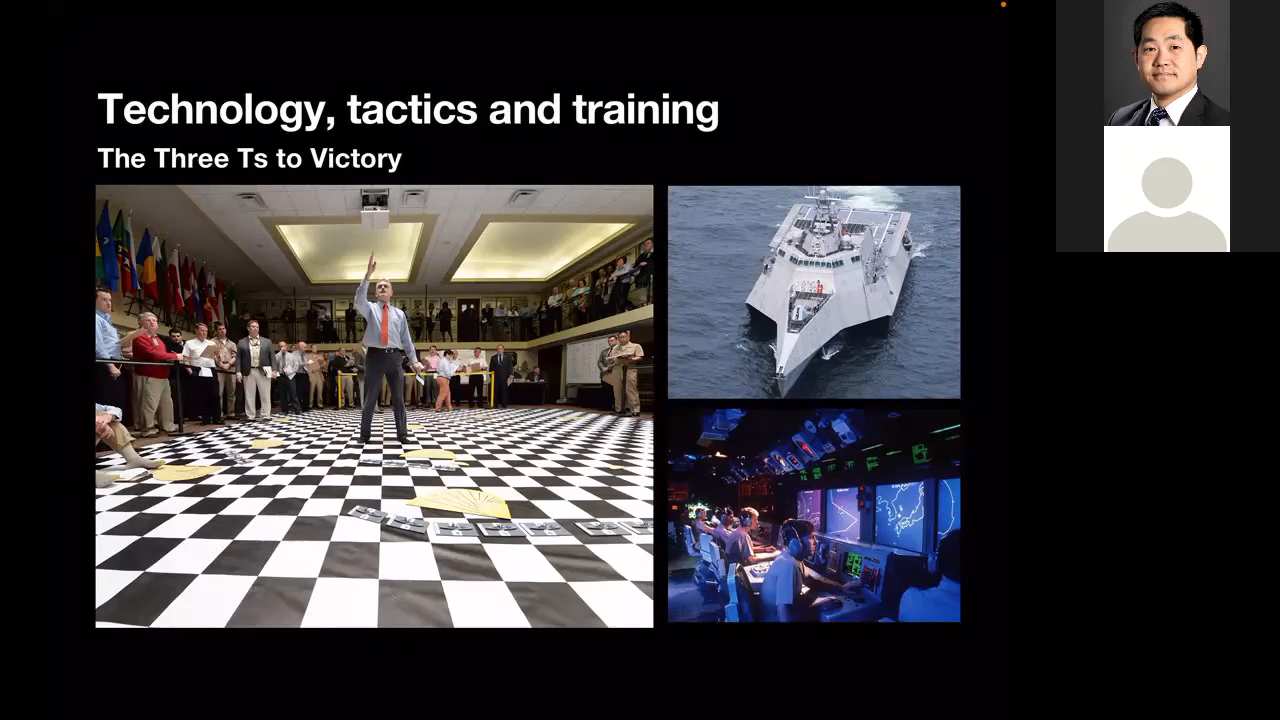 Technology, tactics and training
The Three Ts to Victory